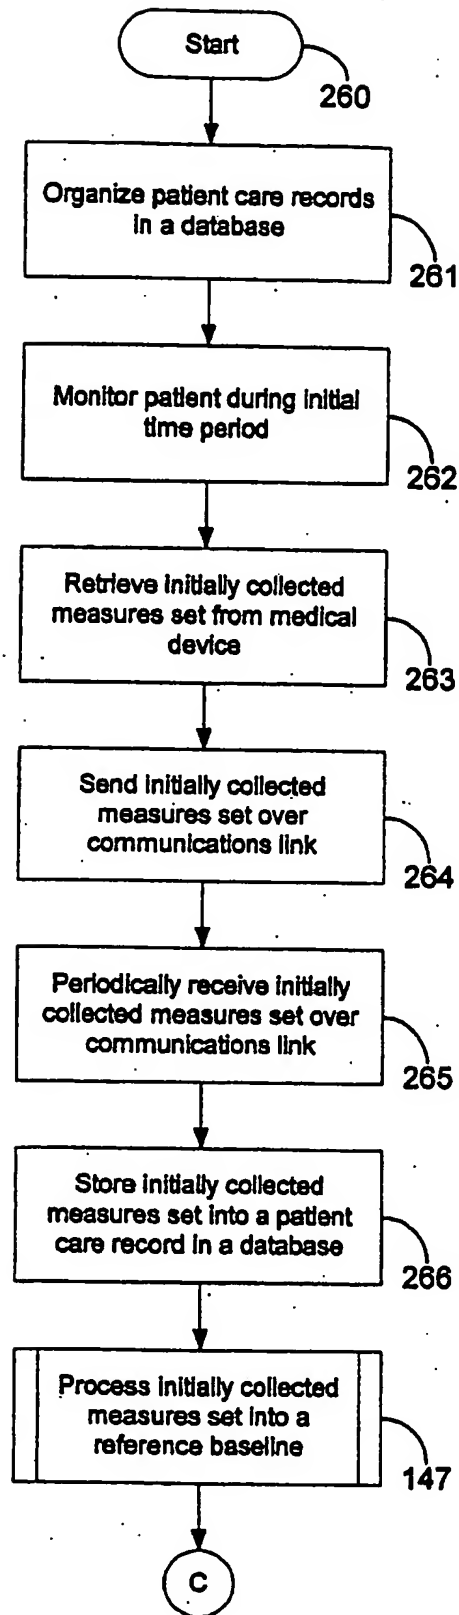 Start
260
Organize patient care records
in a database
261
Monitor patient during initial
time period
262
Retrieve initially collected
measures set from medical
device
263
Send initially collected
measures set over
communications link
264
Periodically receive initially
collected measures set over
communications link
265
Store initially collected
measures set into a patient
care record in a database
266
Process initially collected
measures set into a
reference baseline
147
C